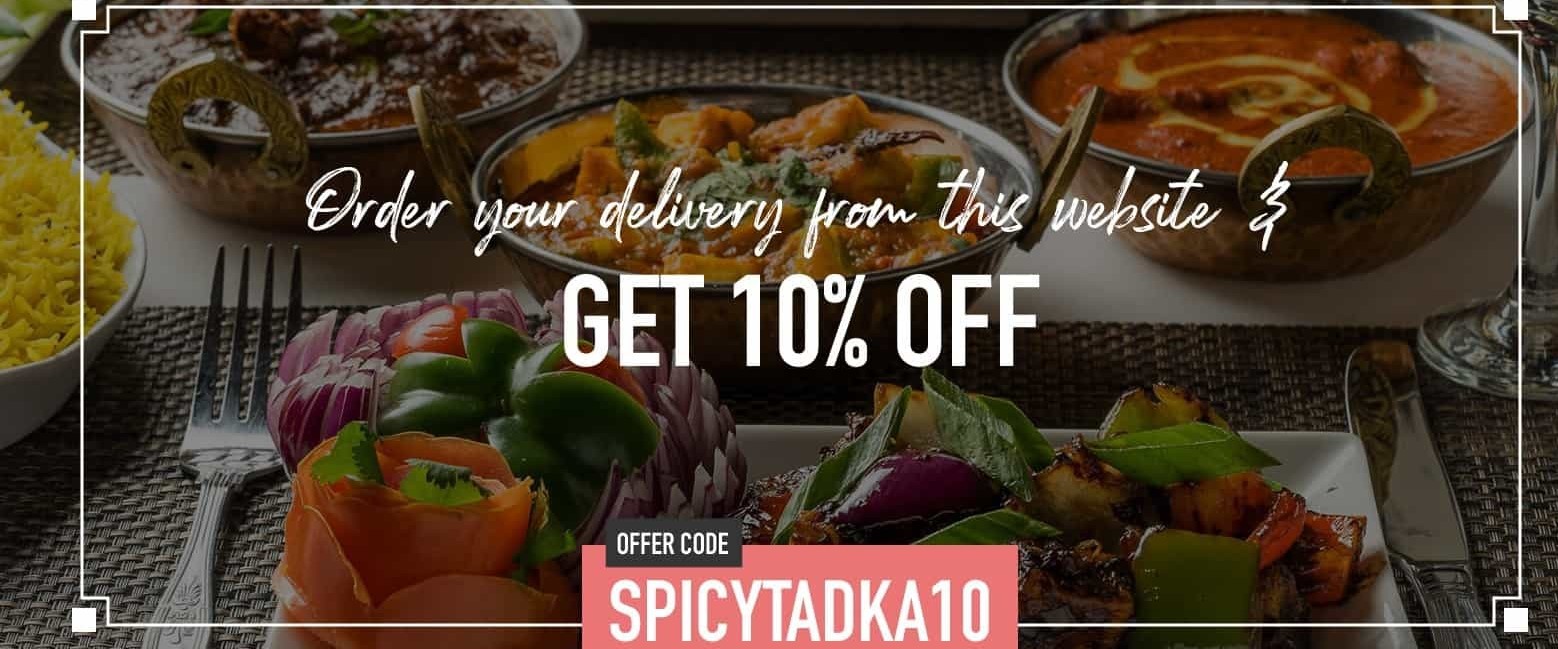 Order your delivery from this website &
GET 10% OFF
OFFER CODE
SPICYTADKA10